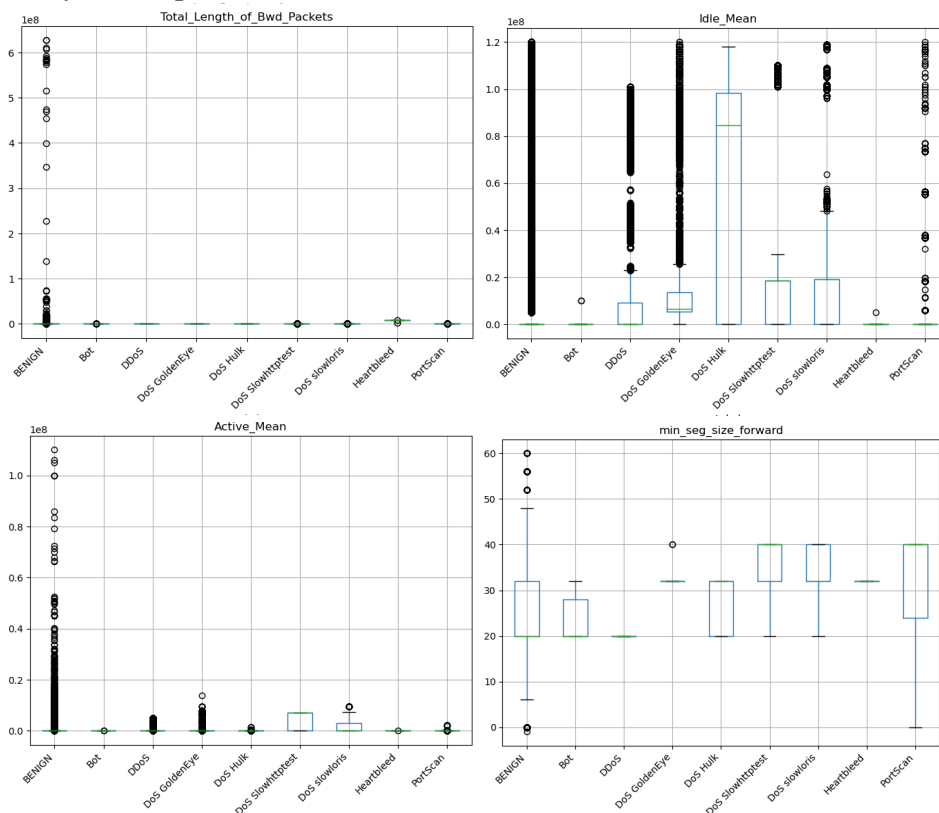 Total_Length_of_Bwd_Packets
1e8
6
5
4
3
2
1
0
BENIGN
Bot
DDoS
DoS GoldenEye
DoS Hulk
DoS Slowhttptest
DoS slowloris
Heartbleed
PortScan
Idle_Mean
1e8
1.2
1.0
0.8
0.6
0.4
0.2
0.0
BENIGN
Bot
DDoS
DoS GoldenEye
DoS Hulk
DoS Slowhttptest
DoS slowloris
Heartbleed
PortScan
Active_Mean
1e8
1.0
0.8
0.6
0.4
0.2
0.0
BENIGN
Bot
DDoS
DoS GoldenEye
DoS Hulk
DoS Slowhttptest
DoS slowloris
Heartbleed
PortScan
min_seg_size_forward
60
50
40
30
20
10
0
BENIGN
Bot
DDoS
DoS GoldenEye
DoS Hulk
DoS Slowhttptest
DoS slowloris
Heartbleed
PortScan